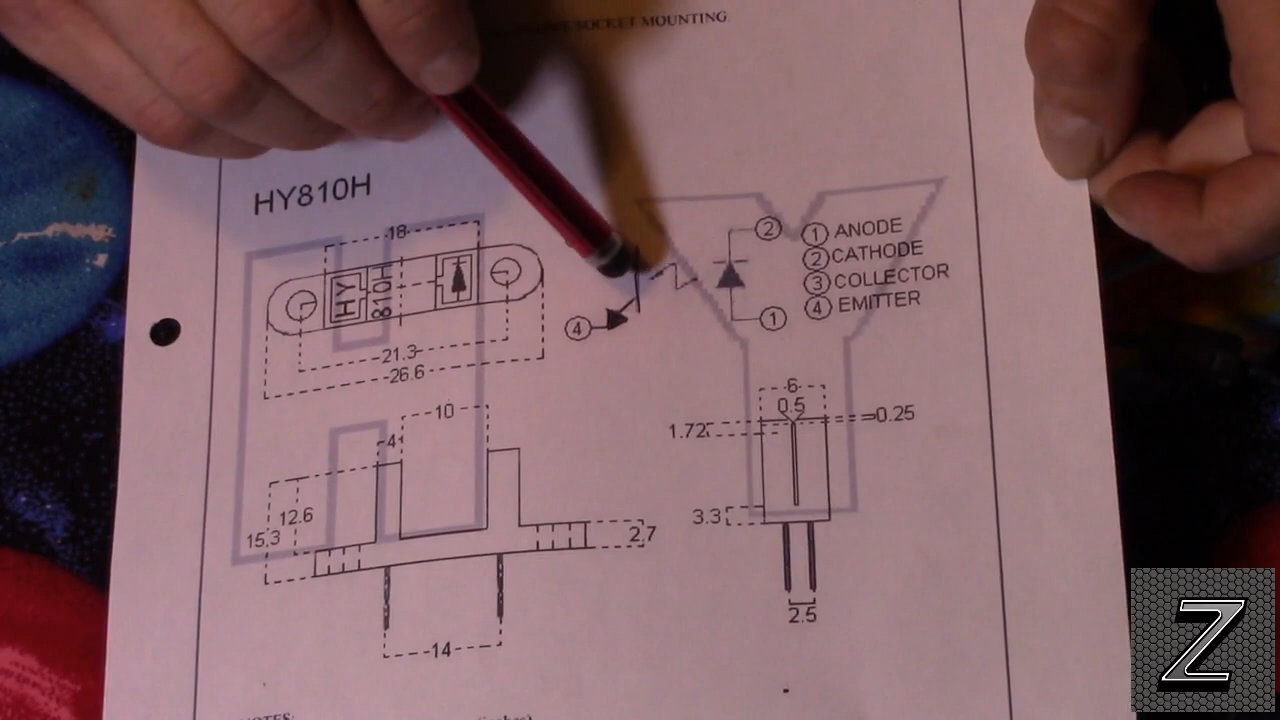 SOCKET MOUNTING.
HY810H
18
HY
810H
21.3
26.6
2
1
4
1 ANODE
2 CATHODE
3 COLLECTOR
4 EMITTER
10
4
12.6
15.3
2.7
14
6
0.5
0.25
1.72
3.3
2.5
NOTES:
Z